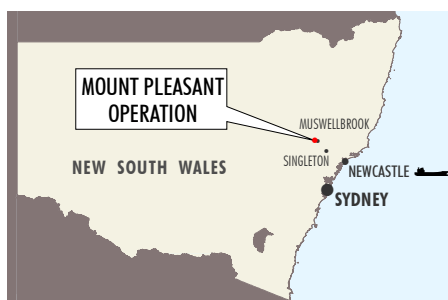 MOUNT PLEASANT
OPERATION
MUSWELLBROOK
SINGLETON
NEW SOUTH WALES
NEWCASTLE
SYDNEY